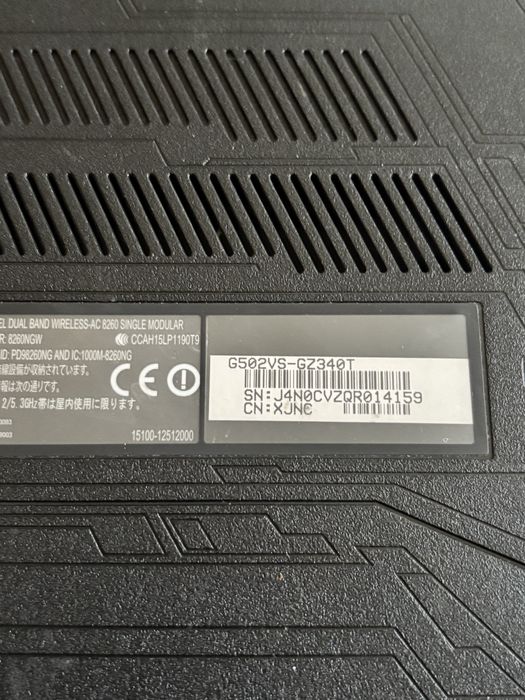 EL DUAL BAND WIRELESS-AC 8260 SINGLE MODULAR
R: 8260NGW
CCAH15LP1190T9
ID: PD98260NG AND IC:1000M-8260NG
線設備が収納されています。
情報は次の通りです。
2/5.3GHz帯は屋内使用に限ります。
0003
15100-12512000
CE
G502VS-GZ340T
SN:J4N0CVZQR014159
CN:XJNC